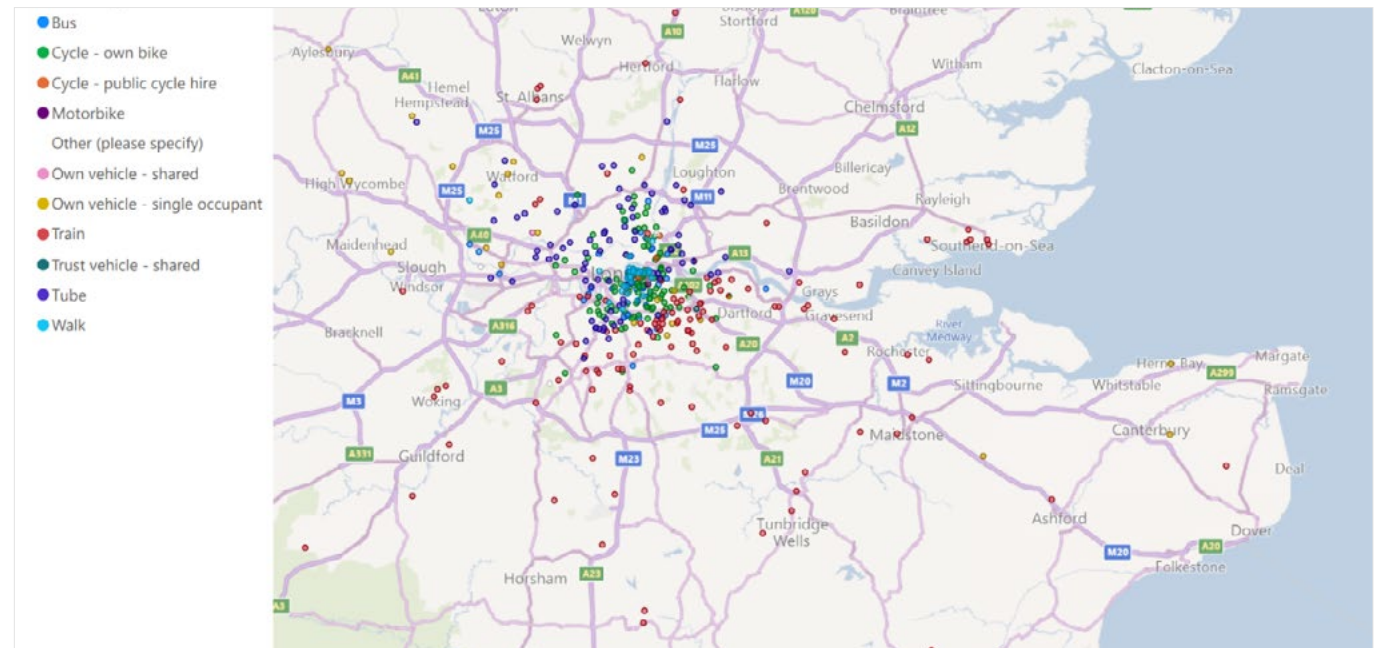 Bus
Cycle - own bike
Cycle - public cycle hire
Motorbike
Other (please specify)
Own vehicle - shared
Own vehicle - single occupant
Train
Trust vehicle - shared
Tube
Walk
Stortford
A10
Welwyn
Aylesbury
Hertford
Witham
Clacton-on-Sea
A41
Hemel
Hempstead
St. Albans
Harlow
Chelmsford
M25
A12
M25
Watford
Loughton
Billericay
High Wycombe
M25
M11
Brentwood
Rayleigh
Basildon
A40
Maidenhead
A13
Southend-on-Sea
Slough
Canvey Island
Windsor
Grays
Dartford
Gravesend
Bracknell
A316
A20
A2
River
Medway
Rochester
Herne Bay
Margate
A299
A3
M20
M2
Sittingbourne
Whitstable
Ramsgate
M3
Woking
M25
Maidstone
Canterbury
A331
Guildford
M23
A21
Deal
Tunbridge
Wells
Ashford
Dover
M20
A20
Folkestone
Horsham
A23
A3